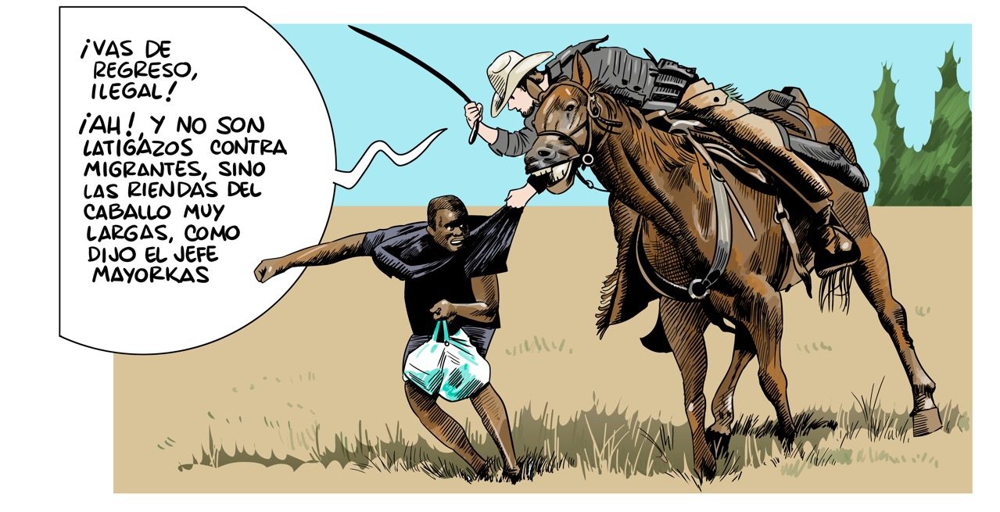 ¡VAS DE
REGRESO,
ILEGAL!
¡AH!, Y NO SON
LATIGAZOS CONTRA
MIGRANTES, SINO
LAS RIENDAS DEL
CABALLO MUY
LARGAS, COMO
DIJO EL JEFE
MAYORKAS